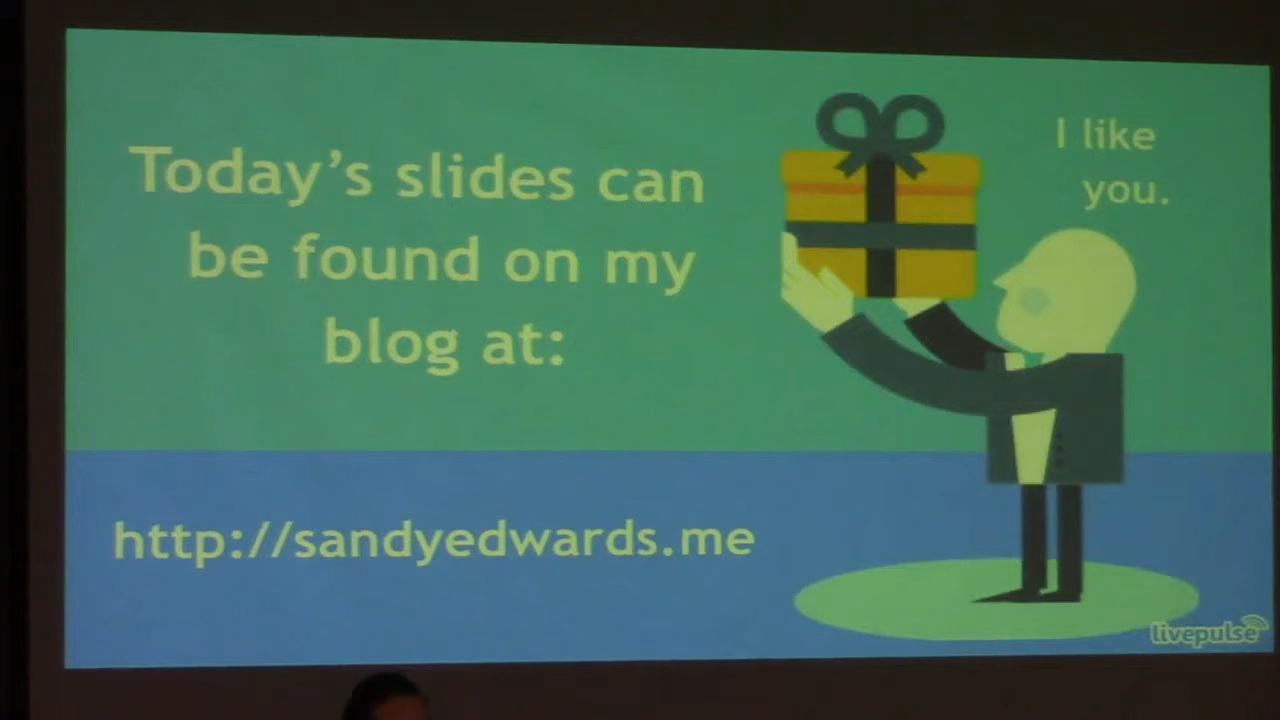 Today's slides can
be found on my
blog at:
I like
you.
http://sandyedwards.me
livepulse